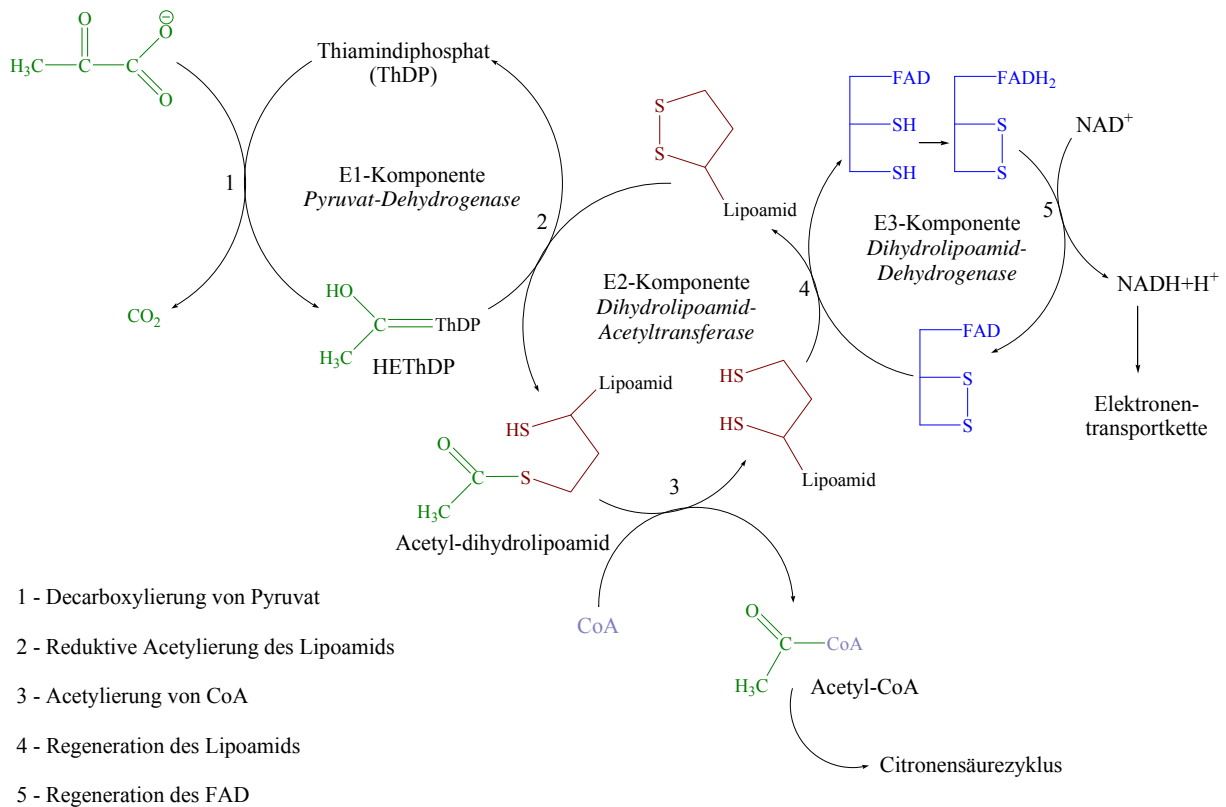 O
O⊖
H₃C
C
C
O
Thiamindiphosphat
(ThDP)
1
E1-Komponente
Pyruvat-Dehydrogenase
2
CO₂
HO
C
ThDP
H₃C
HEThDP
S
S
Lipoamid
E2-Komponente
Dihydrolipoamid-
Acetyltransferase
FAD
SH
SH
FADH₂
S
S
NAD⁺
5
E3-Komponente
Dihydrolipoamid-
Dehydrogenase
4
NADH+H⁺
FAD
S
S
Elektronen-
transportkette
Lipoamid
HS
O
C
S
H₃C
Acetyl-dihydrolipoamid
HS
HS
Lipoamid
3
CoA
O
C
CoA
H₃C
Acetyl-CoA
Citronensäurezyklus
1 - Decarboxylierung von Pyruvat
2 - Reduktive Acetylierung des Lipoamids
3 - Acetylierung von CoA
4 - Regeneration des Lipoamids
5 - Regeneration des FAD